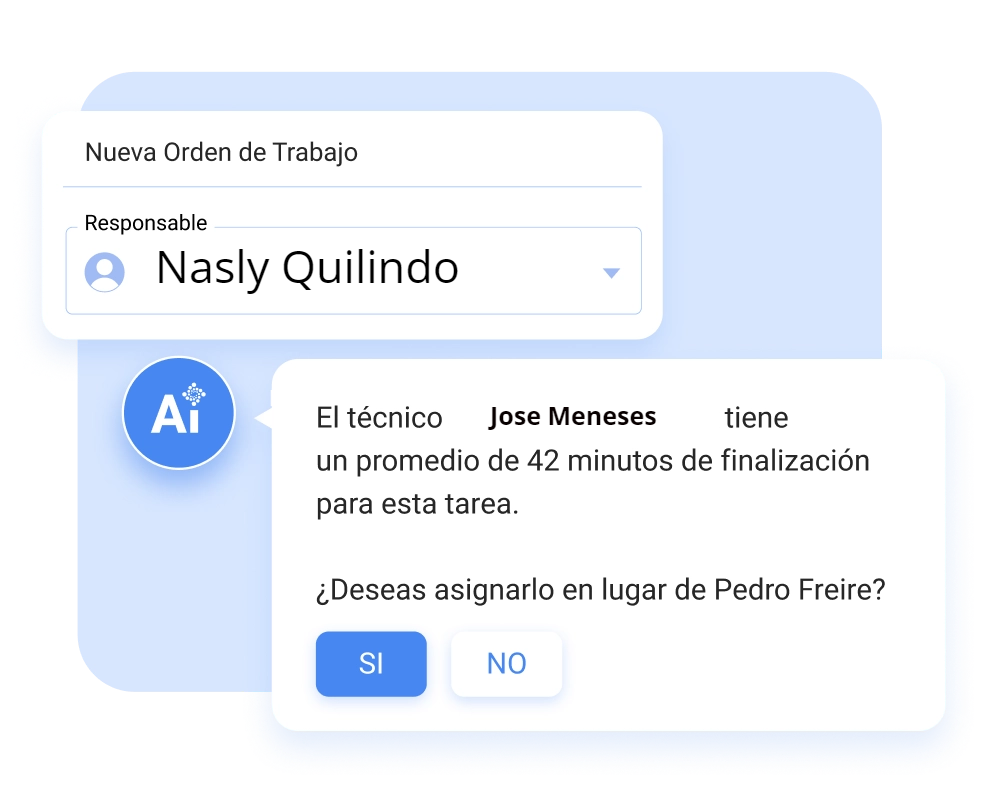 Nueva Orden de Trabajo
Responsable
Nasly Quilindo
Ai
El técnico Jose Meneses tiene
un promedio de 42 minutos de finalización
para esta tarea.
¿Deseas asignarlo en lugar de Pedro Freire?
SI NO